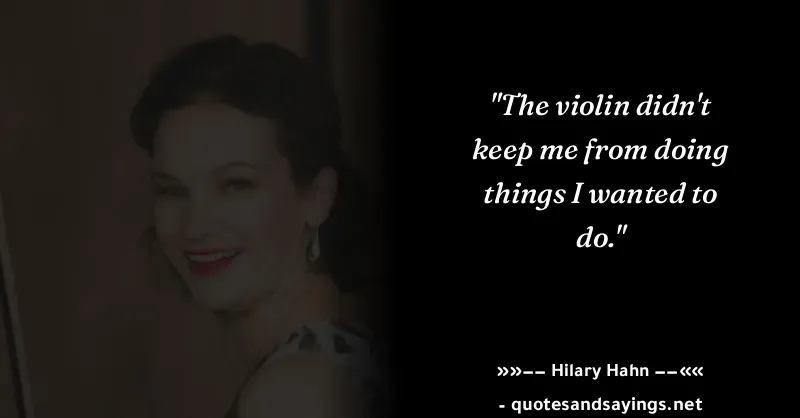 "The violin didn't
keep me from doing
things I wanted to
do."
»»−− Hilary Hahn −−««
- quotesandsayings.net